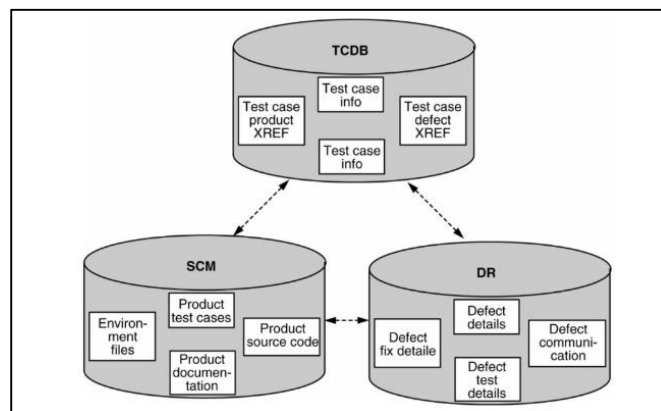 TCDB
Test case
info
Test case
product
XREF
Test case
defect
XREF
Test case
info
SCM
Product
test cases
Environ-
ment
files
Product
source code
Product
documen-
tation
DR
Defect
details
Defect
fix detaile
Defect
communi-
cation
Defect
test
details